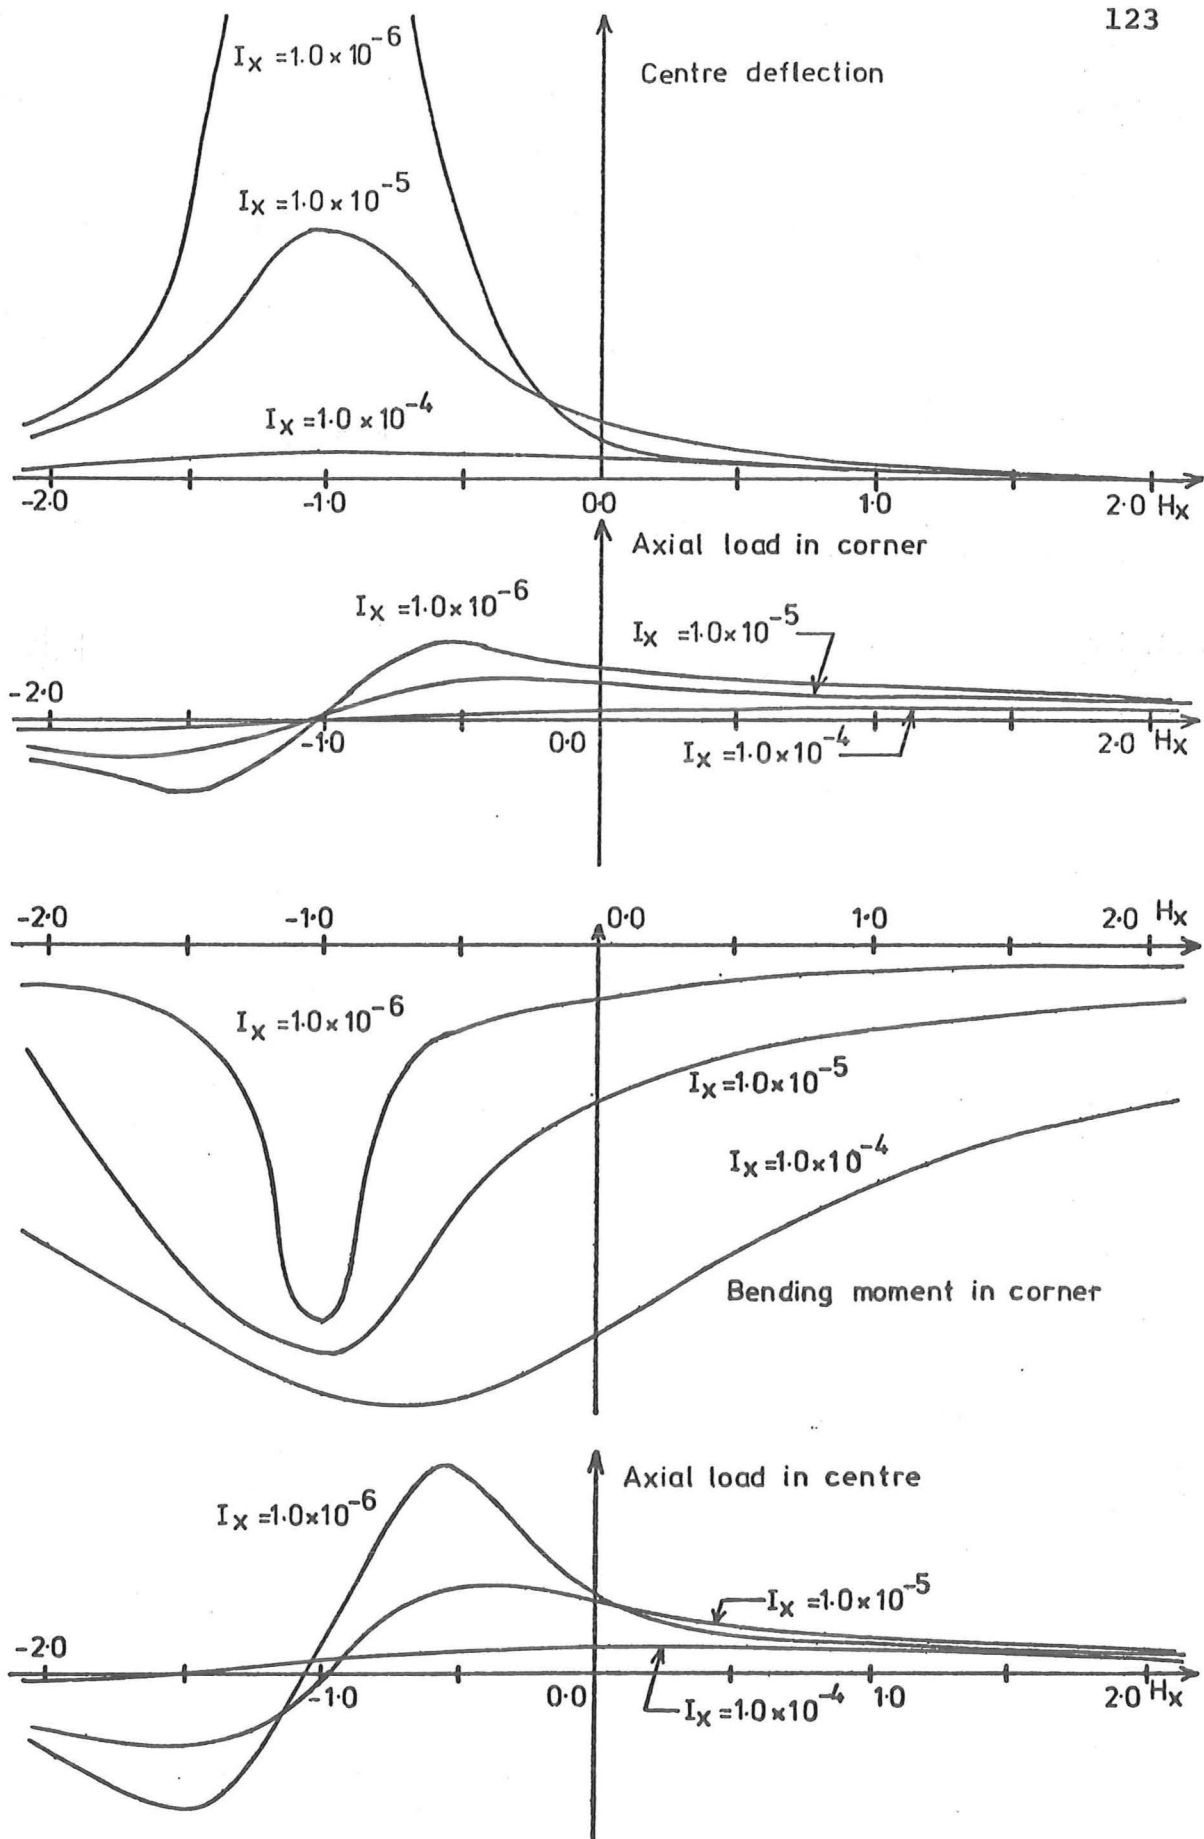 123
I_X =1·0×10^-6
Centre deflection
I_X =1·0×10^-5
I_X =1·0×10^-4
-2·0 -1·0 0·0 1·0 2·0 H_X
Axial load in corner
I_X =1·0×10^-6
I_X =1·0×10^-5
-2·0
-1·0 0·0 2·0 H_X
I_X =1·0×10^-4
-2·0 -1·0 0·0 1·0 2·0 H_X
I_X =1·0×10^-6
I_X =1·0×10^-5
I_X =1·0×10^-4
Bending moment in corner
Axial load in centre
I_X =1·0×10^-6
I_X =1·0×10^-5
-2·0
-1·0 0·0 1·0 2·0 H_X
I_X =1·0×10^-4